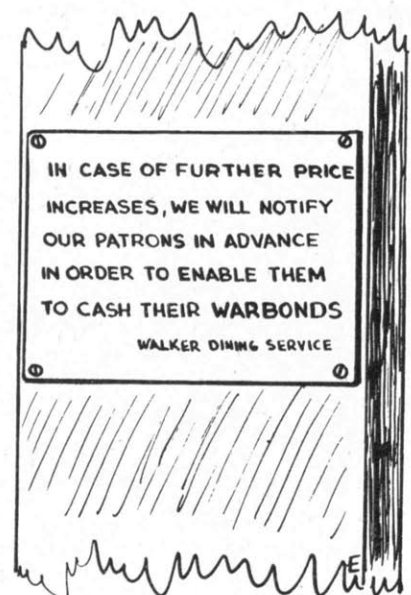 IN CASE OF FURTHER PRICE
INCREASES, WE WILL NOTIFY
OUR PATRONS IN ADVANCE
IN ORDER TO ENABLE THEM
TO CASH THEIR WARBONDS
WALKER DINING SERVICE
E